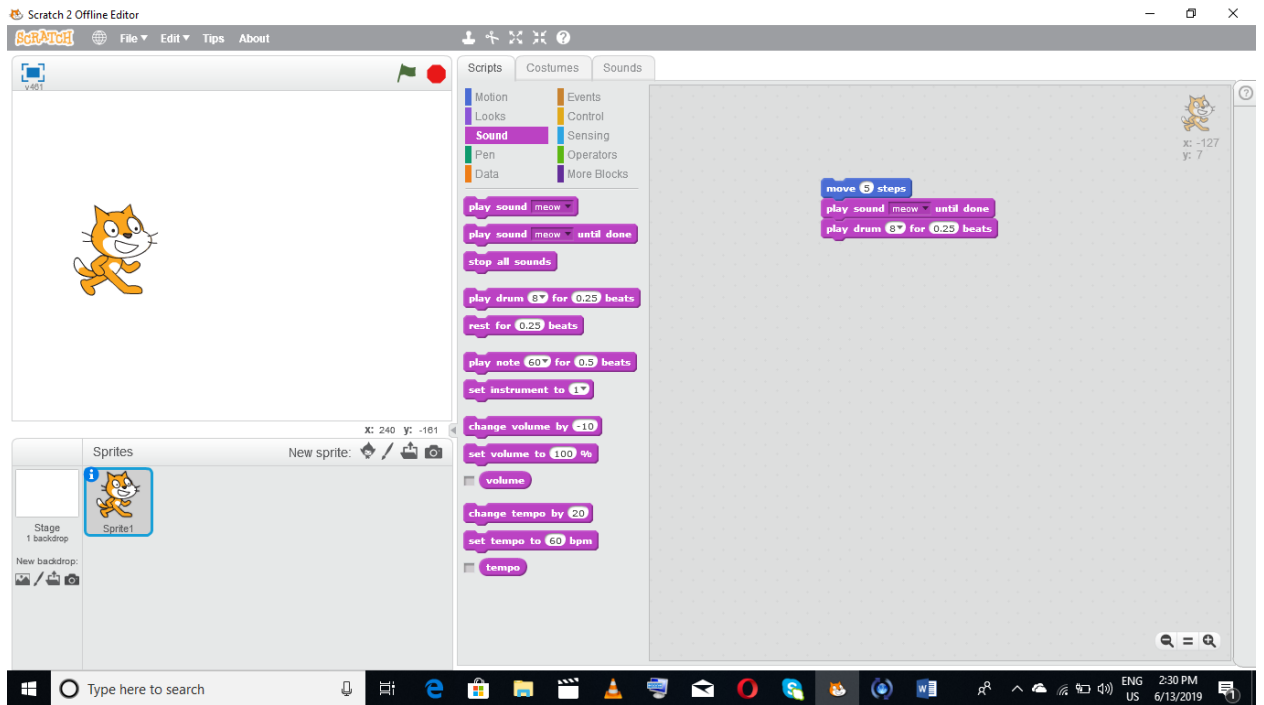 Scratch 2 Offline Editor
SCRATCH File Edit Tips About
v461
Scripts Costumes Sounds
Motion Events
Looks Control
Sound Sensing
Pen Operators
Data More Blocks
play sound meow
play sound meow until done
stop all sounds
play drum 8 for 0.25 beats
rest for 0.25 beats
play note 60 for 0.5 beats
set instrument to 1
change volume by -10
set volume to 100 %
volume
change tempo by 20
set tempo to 60 bpm
tempo
move 5 steps
play sound meow until done
play drum 8 for 0.25 beats
x: -127
y: 7
X: 240 y: -161
Sprites New sprite:
Sprite1
Stage
1 backdrop
New backdrop:
Type here to search
ENG
US
2:30 PM
6/13/2019
1